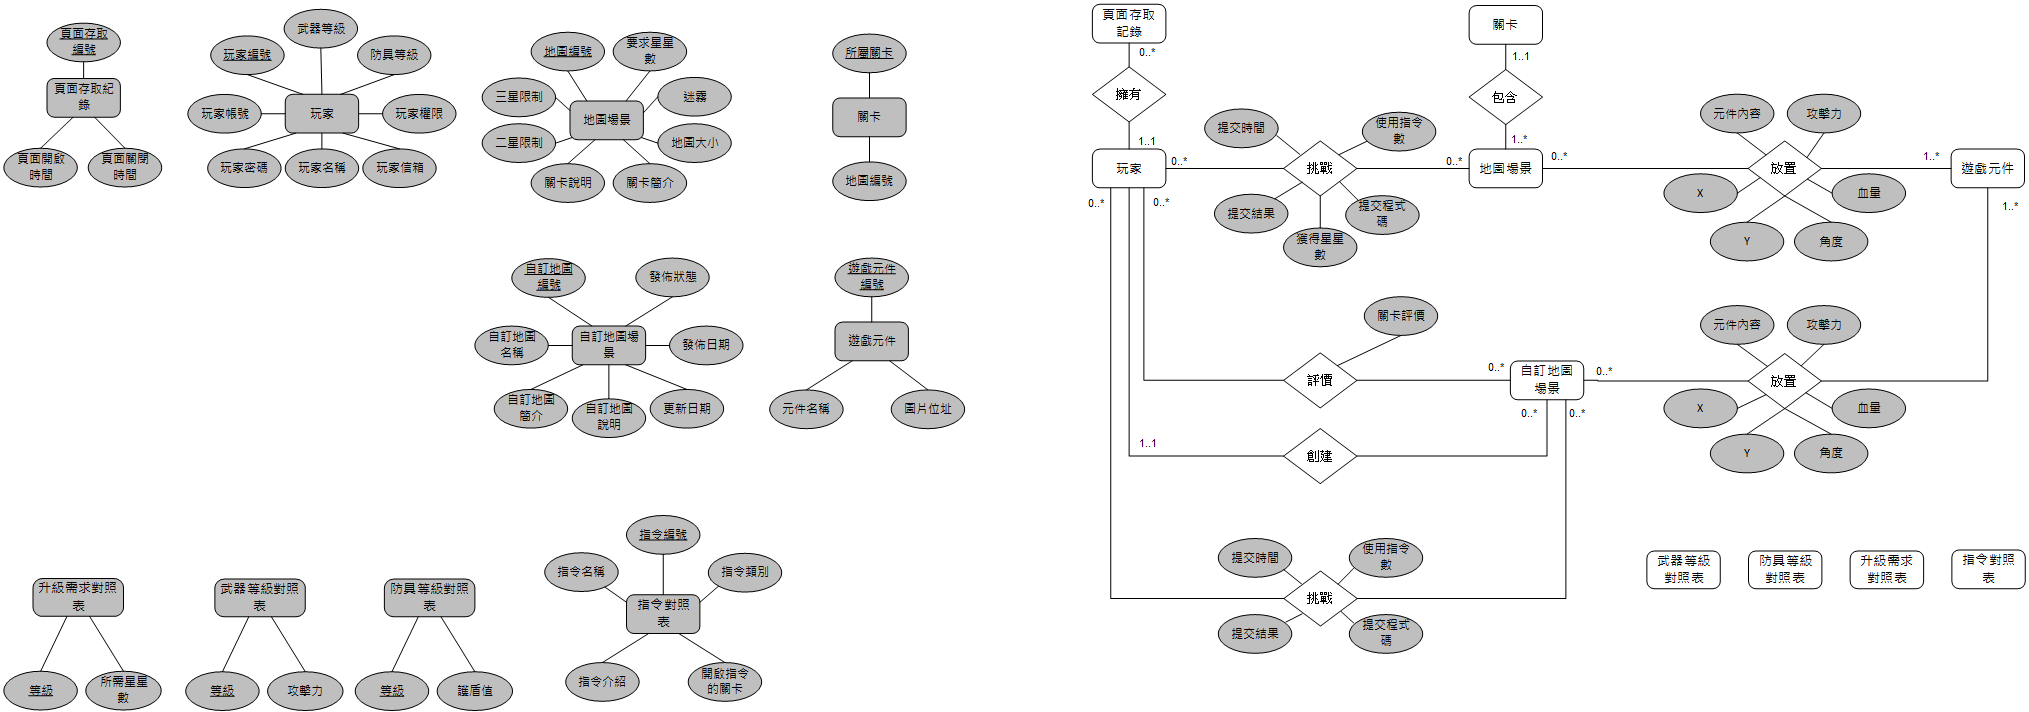 頁面存取
編號
頁面存取紀
錄
頁面開啟
時間
頁面關閉
時間
武器等級
玩家編號
防具等級
玩家帳號
玩家
玩家權限
玩家密碼
玩家名稱
玩家信箱
地圖編號
要求星星
數
三星限制
迷霧
地圖場景
二星限制
地圖大小
關卡說明
關卡簡介
所屬關卡
關卡
地圖編號
自訂地圖
編號
發佈狀態
自訂地圖
名稱
自訂地圖場
景
發佈日期
自訂地圖
簡介
自訂地圖
說明
更新日期
遊戲元件
編號
遊戲元件
元件名稱
圖片位址
升級需求對照
表
等級
所需星星
數
武器等級對照
表
等級
攻擊力
防具等級對照
表
等級
護盾值
指令編號
指令名稱
指令類別
指令對照
表
指令介紹
開啟指令
的關卡
頁面存取
記錄
0..*
擁有
1..1
玩家
0..*
0..*
0..*
提交時間
使用指令
數
挑戰
提交結果
提交程式
碼
獲得星星
數
關卡
1..1
包含
1..*
0..*
地圖場景
0..*
元件內容
攻擊力
放置
X
血量
Y
角度
1..*
遊戲元件
1..*
關卡評價
評價
0..*
自訂地圖
場景
0..*
0..*
0..*
元件內容
攻擊力
放置
X
血量
Y
角度
1..1
創建
提交時間
使用指令
數
挑戰
提交結果
提交程式
碼
武器等級
對照表
防具等級
對照表
升級需求
對照表
指令對照
表